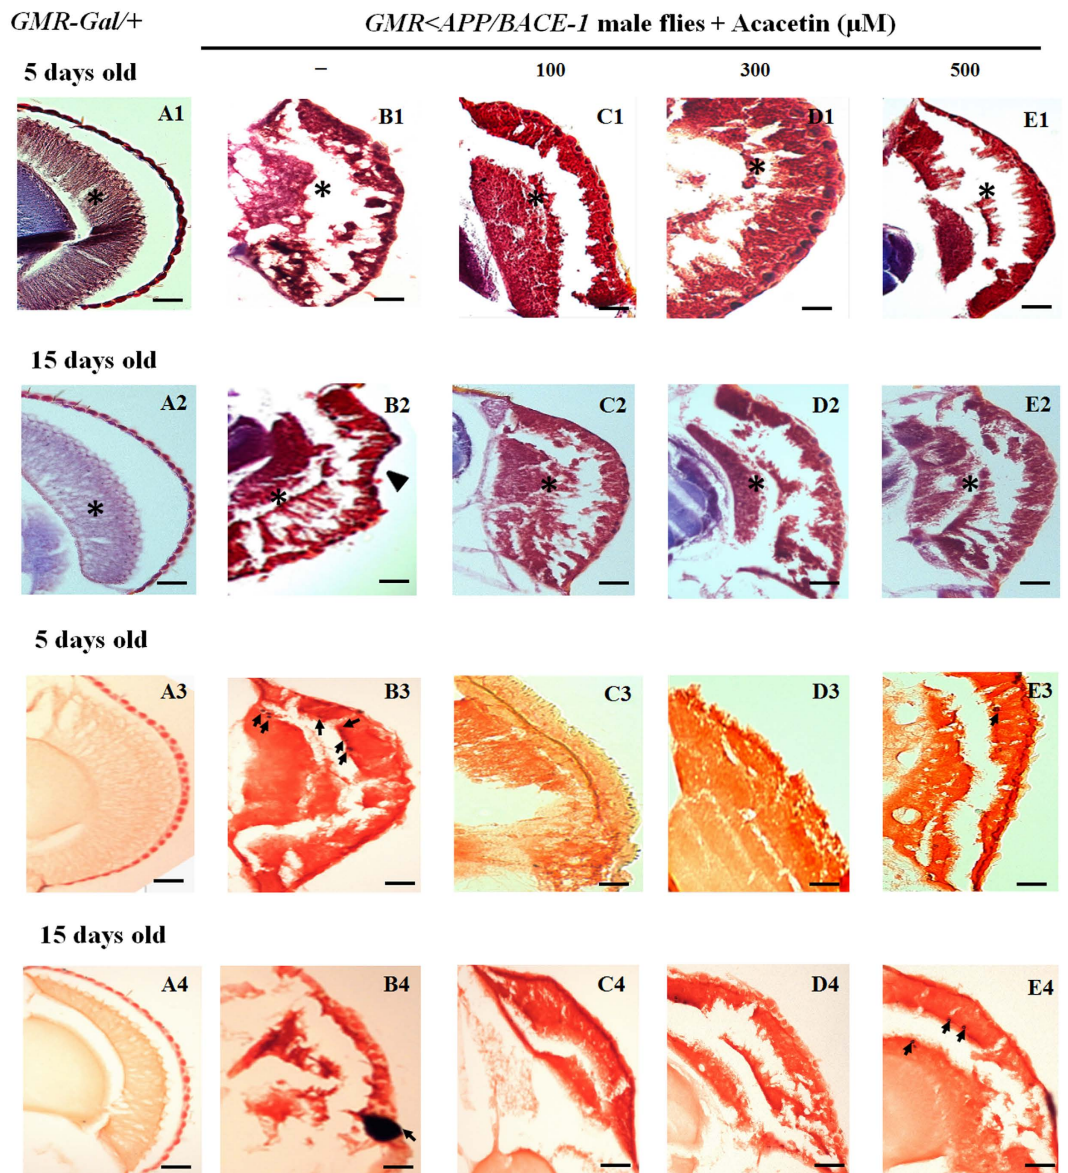 GMR-Gal/+ GMR<APP/BACE-1 male flies + Acacetin (µM)
5 days old – 100 300 500
A1 B1 C1 D1 E1
* * * * *
15 days old
A2 B2 C2 D2 E2
* * * * *
5 days old
A3 B3 C3 D3 E3
15 days old
A4 B4 C4 D4 E4